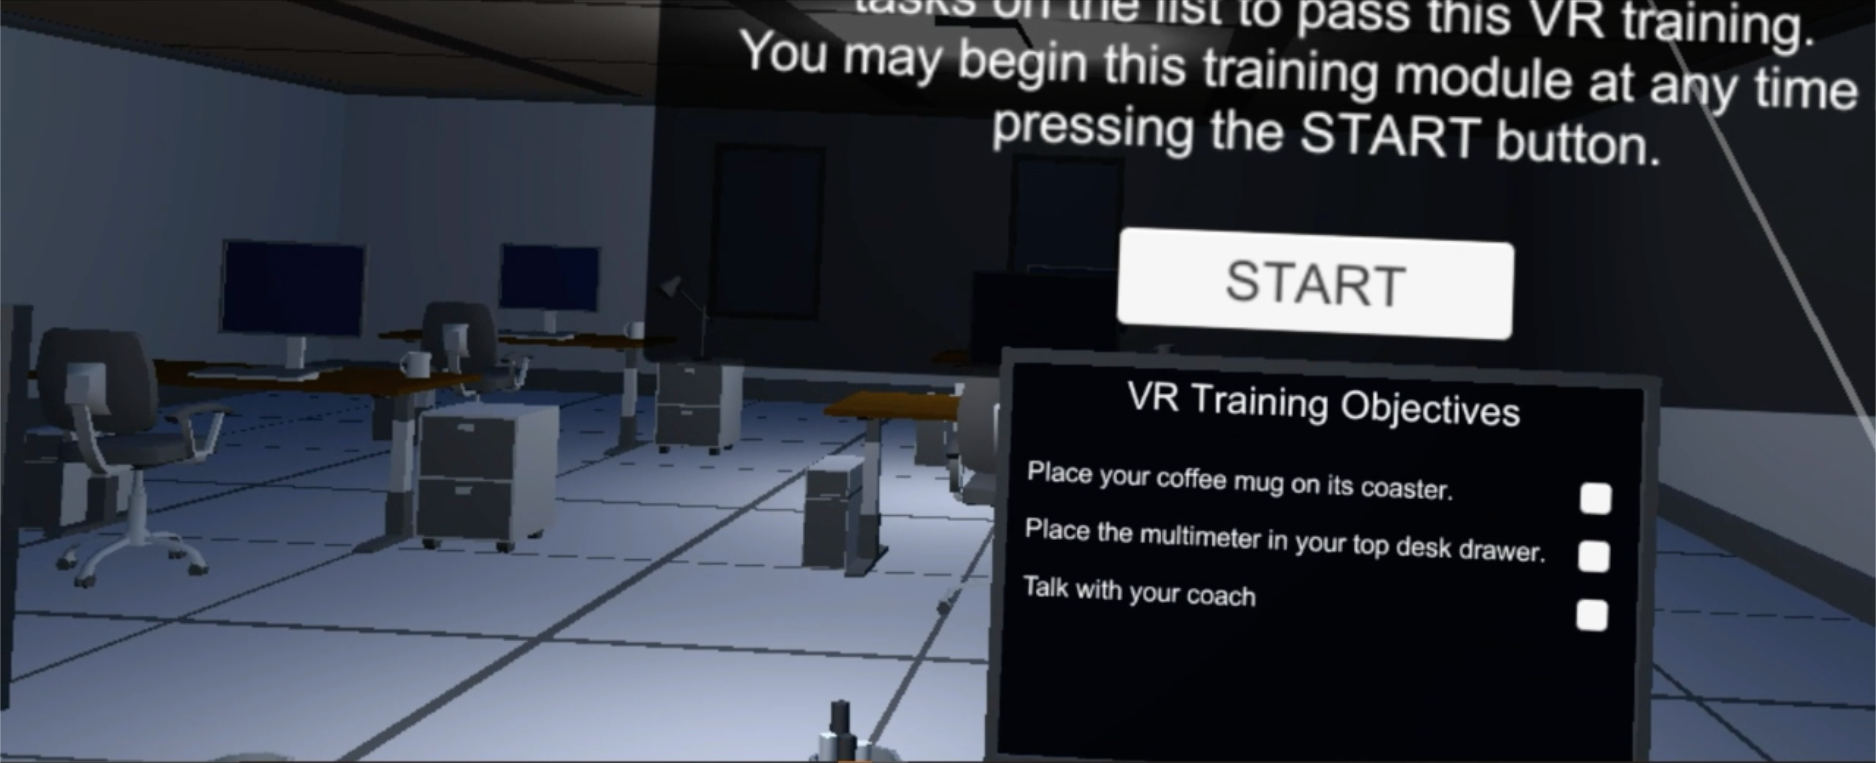 tasks on the list to pass this VR training.
You may begin this training module at any time
pressing the START button.
START
VR Training Objectives
Place your coffee mug on its coaster.
Place the multimeter in your top desk drawer.
Talk with your coach